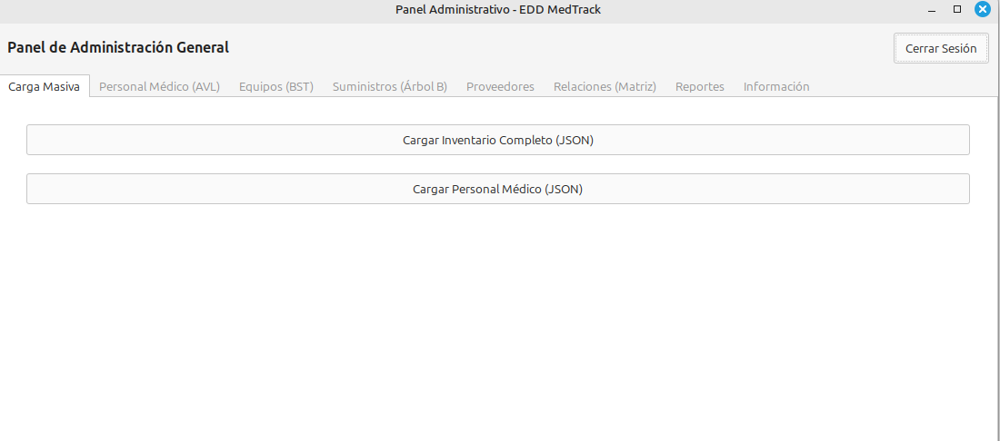 Panel Administrativo - EDD MedTrack
Panel de Administración General
Cerrar Sesión
Carga Masiva Personal Médico (AVL) Equipos (BST) Suministros (Árbol B) Proveedores Relaciones (Matriz) Reportes Información
Cargar Inventario Completo (JSON)
Cargar Personal Médico (JSON)